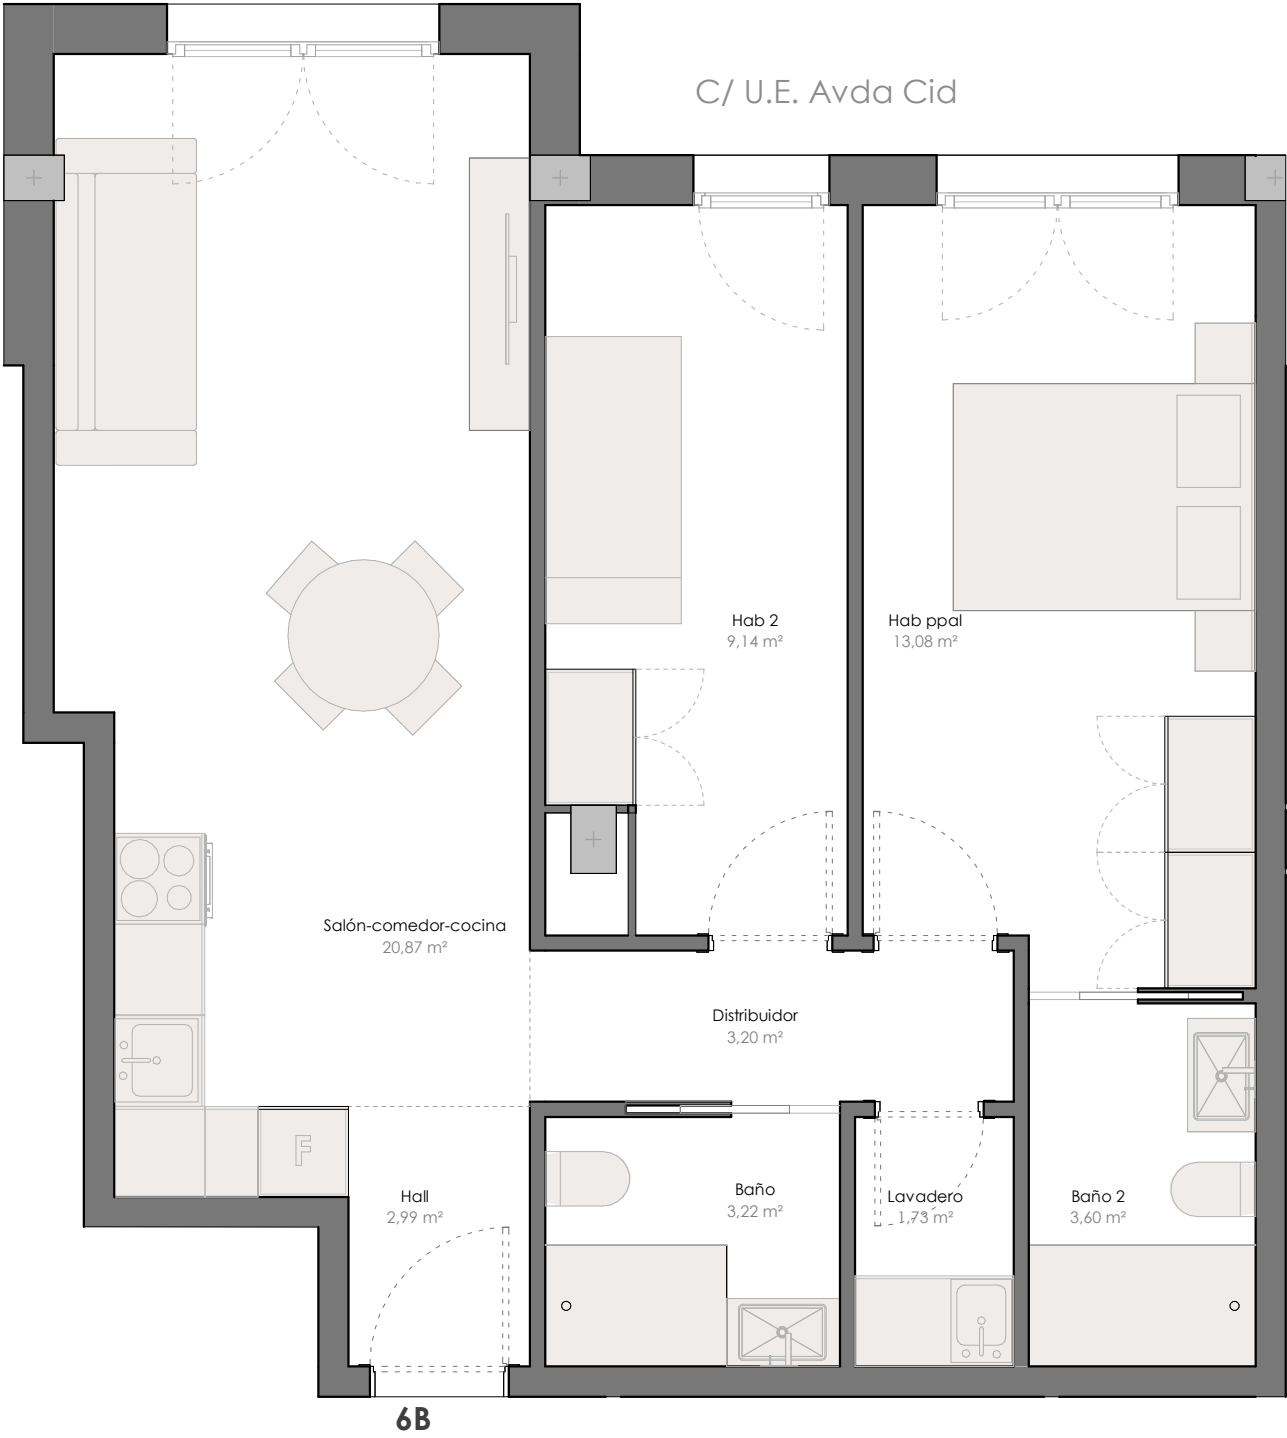 C/ U.E. Avda Cid
Hab 2
9,14 m²
Hab ppal
13,08 m²
Salón-comedor-cocina
20,87 m²
Distribuidor
3,20 m²
F
Hall
2,99 m²
Baño
3,22 m²
Lavadero
1,73 m²
Baño 2
3,60 m²
6B